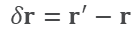 δr = r′ − r